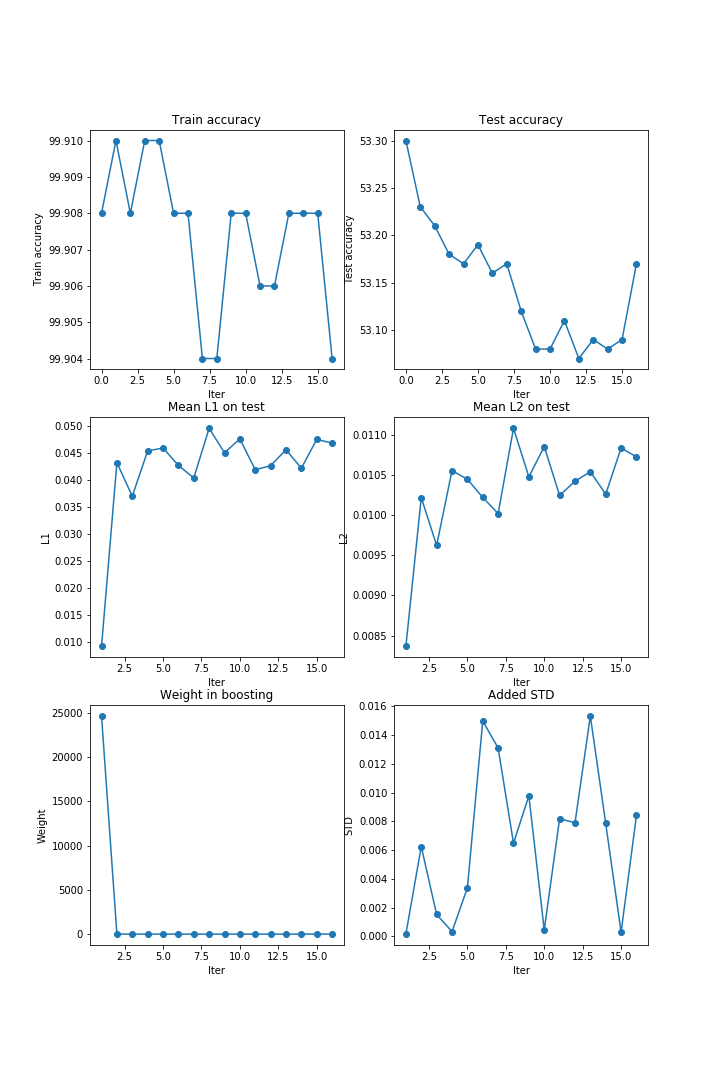 Train accuracy
Train accuracy
99.910
99.909
99.908
99.907
99.906
99.905
99.904
0.0 2.5 5.0 7.5 10.0 12.5 15.0
Iter
Test accuracy
Test accuracy
53.30
53.25
53.20
53.15
53.10
0.0 2.5 5.0 7.5 10.0 12.5 15.0
Iter
Mean L1 on test
L1
0.050
0.045
0.040
0.035
0.030
0.025
0.020
0.015
0.010
2.5 5.0 7.5 10.0 12.5 15.0
Iter
Mean L2 on test
L2
0.0110
0.0105
0.0100
0.0095
0.0090
0.0085
2.5 5.0 7.5 10.0 12.5 15.0
Iter
Weight in boosting
Weight
25000
20000
15000
10000
5000
0
2.5 5.0 7.5 10.0 12.5 15.0
Iter
Added STD
STD
0.016
0.014
0.012
0.010
0.008
0.006
0.004
0.002
0.000
2.5 5.0 7.5 10.0 12.5 15.0
Iter